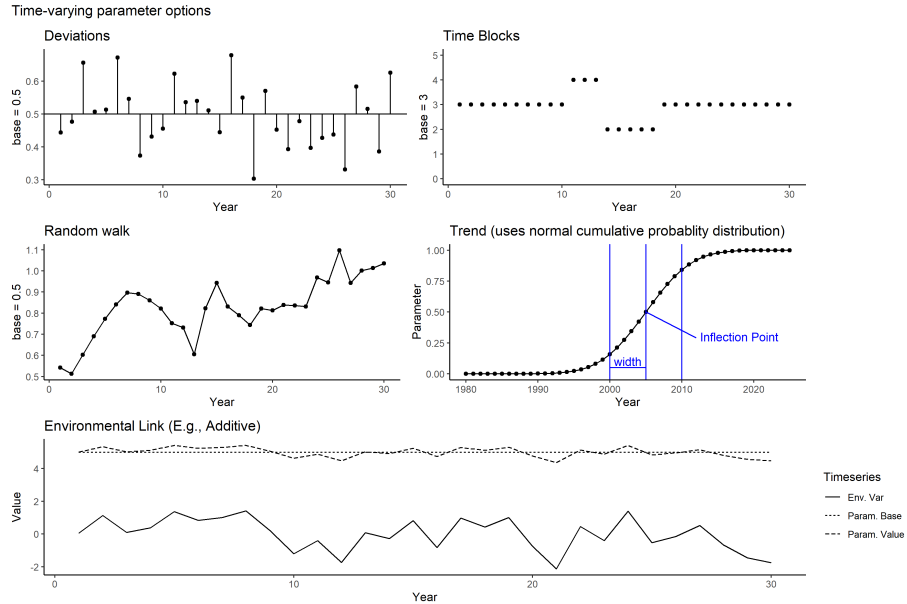 Time-varying parameter options
Deviations
base = 0.5
0.6
0.5
0.4
0.3
0
10
20
30
Year
Time Blocks
base = 3
5
4
3
2
1
0
0
10
20
30
Year
Random walk
base = 0.5
1.1
1.0
0.9
0.8
0.7
0.6
0.5
0
10
20
30
Year
Trend (uses normal cumulative probablity distribution)
Parameter
1.00
0.75
0.50
0.25
0.00
Inflection Point
width
1980
1990
2000
2010
2020
Year
Environmental Link (E.g., Additive)
Value
4
2
0
-2
0
10
20
30
Year
Timeseries
Env. Var
Param. Base
Param. Value